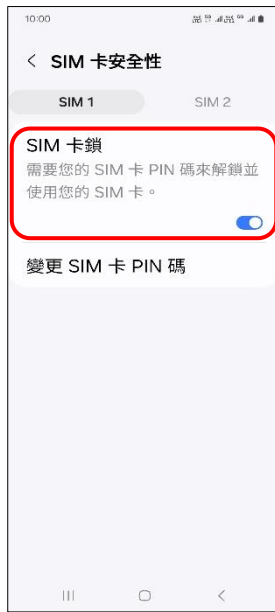 10:00
SIM 卡安全性
SIM 1
SIM 2
SIM 卡鎖
需要您的 SIM 卡 PIN 碼來解鎖並
使用您的 SIM 卡。
變更 SIM 卡 PIN 碼